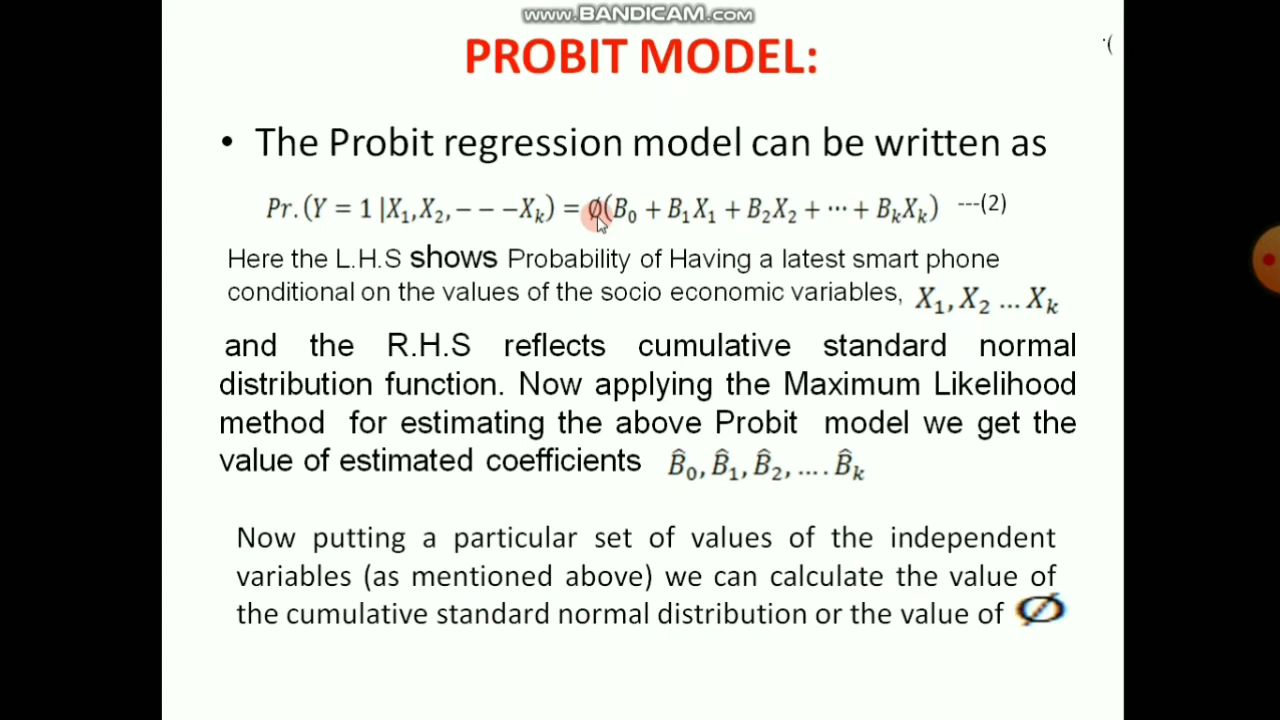 www.BANDICAM.com
PROBIT MODEL:
• The Probit regression model can be written as
Pr.(Y = 1 |X₁,X₂,− − −Xₖ) = ∅(B₀ + B₁X₁ + B₂X₂ + ⋯ + BₖXₖ) ---(2)
Here the L.H.S shows Probability of Having a latest smart phone
conditional on the values of the socio economic variables, X₁, X₂ ... Xₖ
and the R.H.S reflects cumulative standard normal
distribution function. Now applying the Maximum Likelihood
method for estimating the above Probit model we get the
value of estimated coefficients B̂₀, B̂₁, B̂₂, .... B̂ₖ
Now putting a particular set of values of the independent
variables (as mentioned above) we can calculate the value of
the cumulative standard normal distribution or the value of ∅